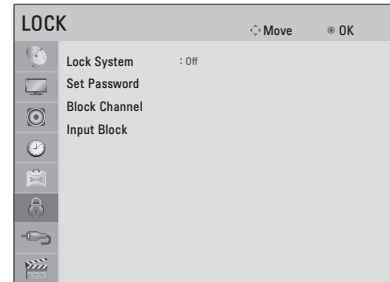 LOCK
Move
OK
Lock System : Off
Set Password
Block Channel
Input Block